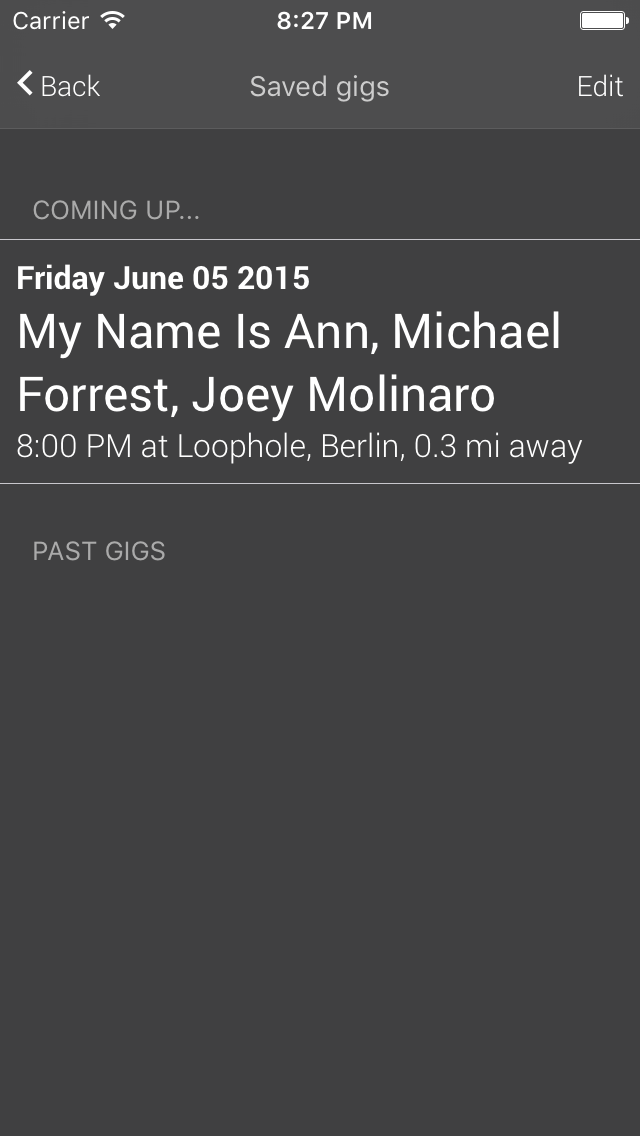 Carrier 8:27 PM
Back Saved gigs Edit
COMING UP...
Friday June 05 2015
My Name Is Ann, Michael
Forrest, Joey Molinaro
8:00 PM at Loophole, Berlin, 0.3 mi away
PAST GIGS